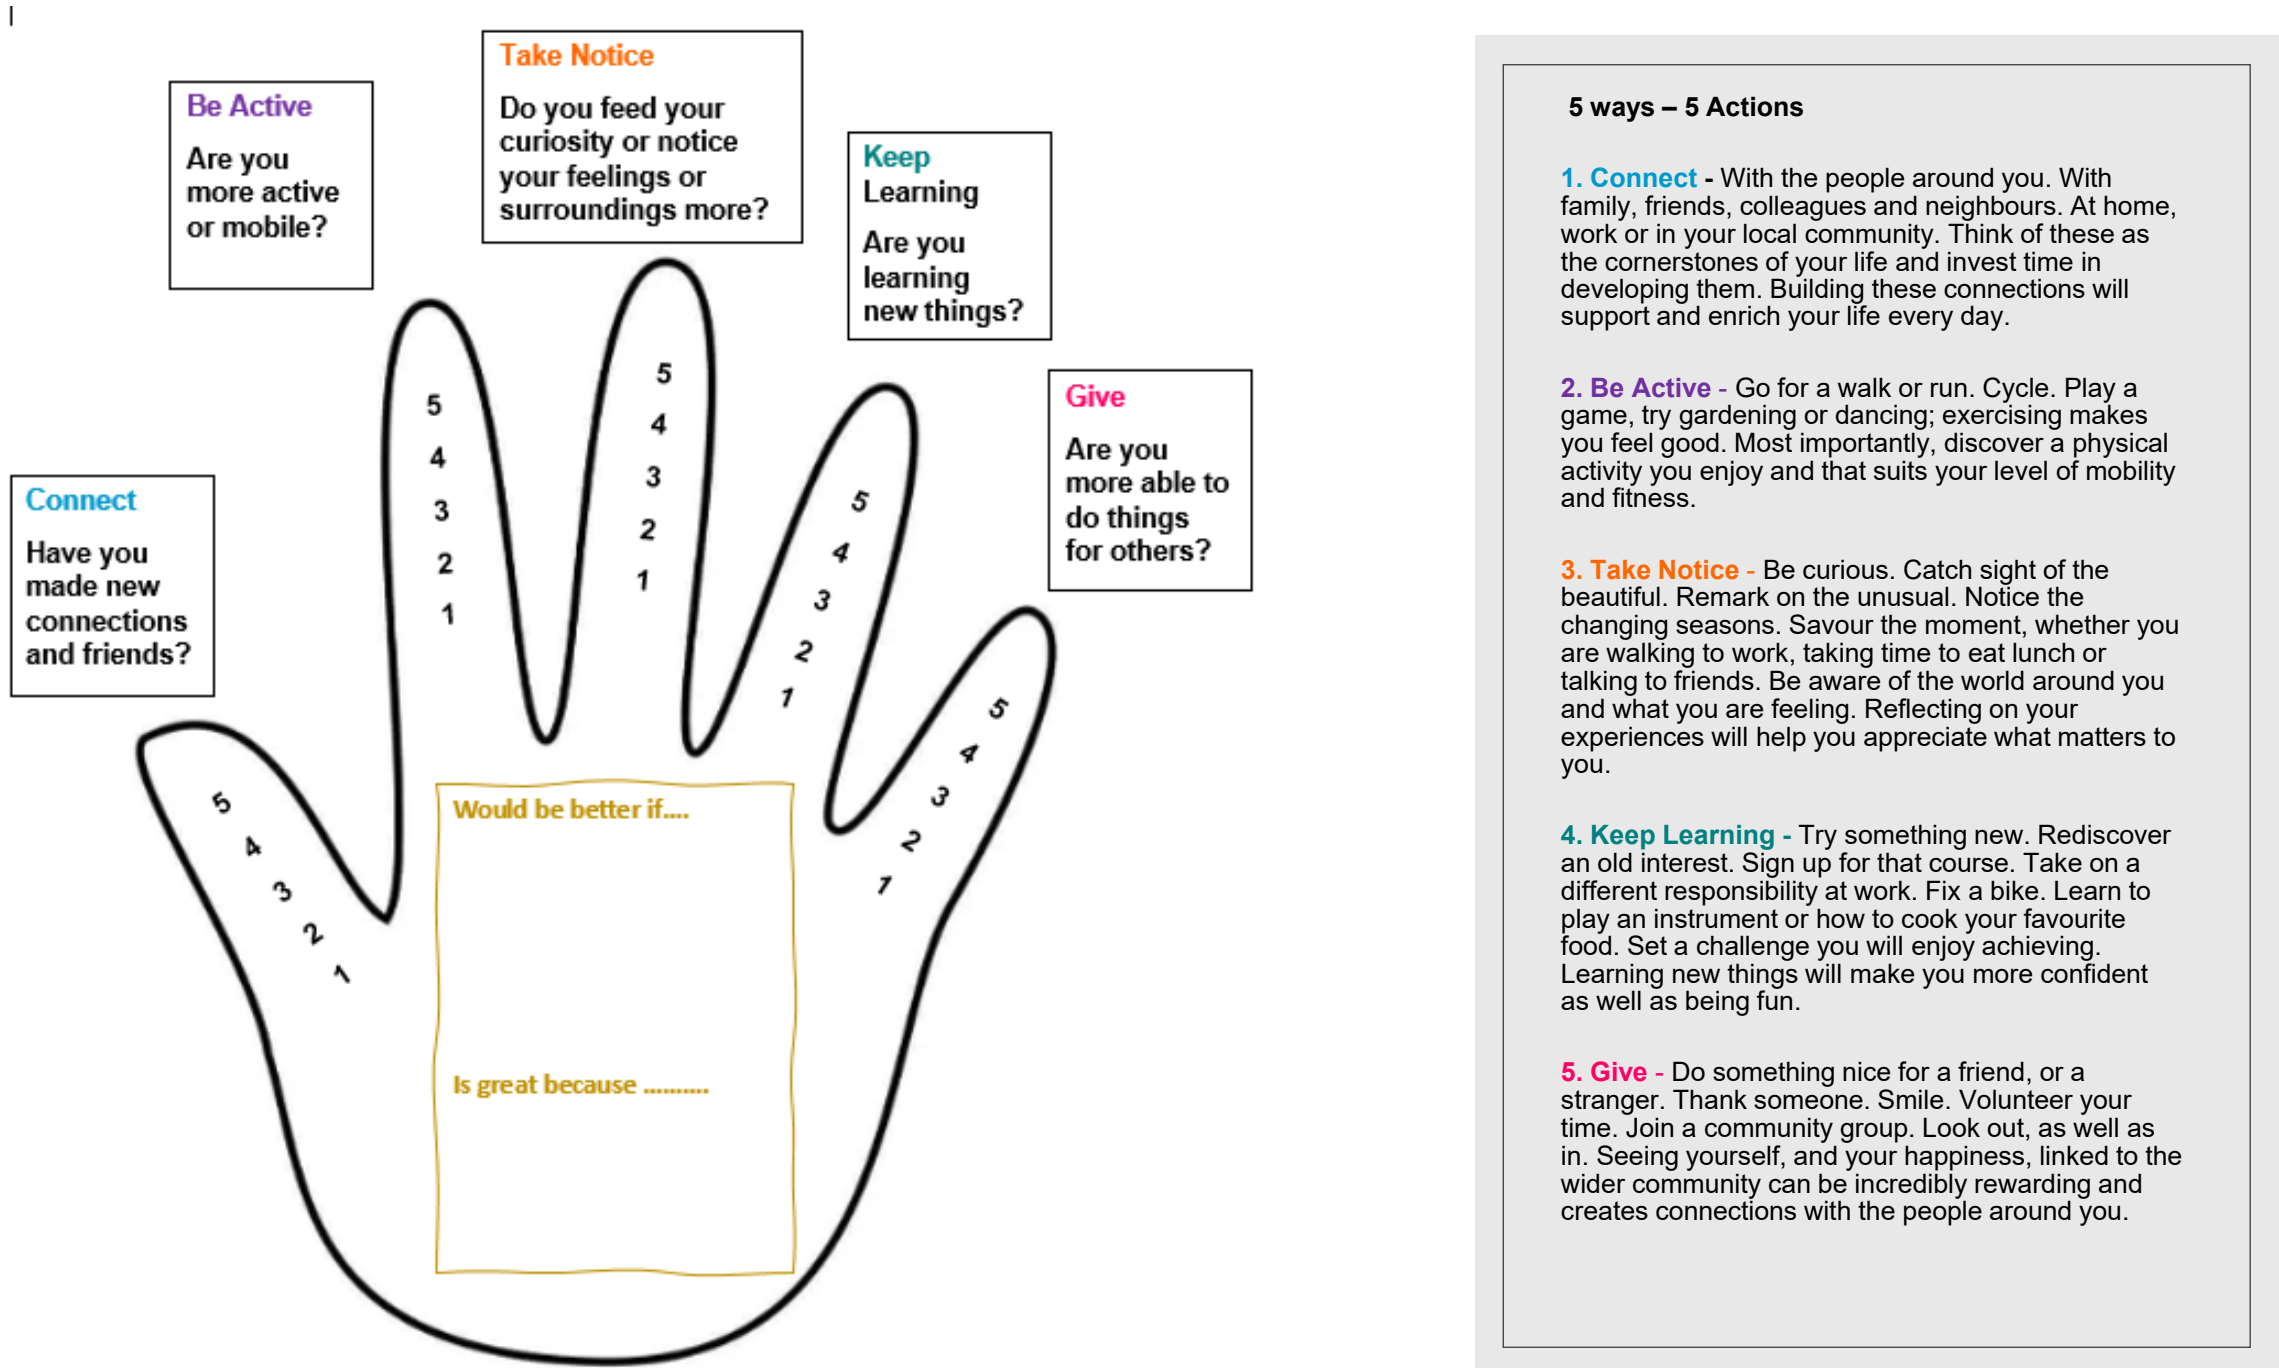 Take Notice
Do you feed your
curiosity or notice
your feelings or
surroundings more?
Be Active
Are you
more active
or mobile?
Keep
Learning
Are you
learning
new things?
Give
Are you
more able to
do things
for others?
Connect
Have you
made new
connections
and friends?
5
4
3
2
1
5
4
3
2
1
5
4
3
2
1
5
4
3
2
1
5
4
3
2
1
Would be better if....
Is great because ..........
5 ways – 5 Actions
1. Connect - With the people around you. With
family, friends, colleagues and neighbours. At home,
work or in your local community. Think of these as
the cornerstones of your life and invest time in
developing them. Building these connections will
support and enrich your life every day.
2. Be Active - Go for a walk or run. Cycle. Play a
game, try gardening or dancing; exercising makes
you feel good. Most importantly, discover a physical
activity you enjoy and that suits your level of mobility
and fitness.
3. Take Notice - Be curious. Catch sight of the
beautiful. Remark on the unusual. Notice the
changing seasons. Savour the moment, whether you
are walking to work, taking time to eat lunch or
talking to friends. Be aware of the world around you
and what you are feeling. Reflecting on your
experiences will help you appreciate what matters to
you.
4. Keep Learning - Try something new. Rediscover
an old interest. Sign up for that course. Take on a
different responsibility at work. Fix a bike. Learn to
play an instrument or how to cook your favourite
food. Set a challenge you will enjoy achieving.
Learning new things will make you more confident
as well as being fun.
5. Give - Do something nice for a friend, or a
stranger. Thank someone. Smile. Volunteer your
time. Join a community group. Look out, as well as
in. Seeing yourself, and your happiness, linked to the
wider community can be incredibly rewarding and
creates connections with the people around you.